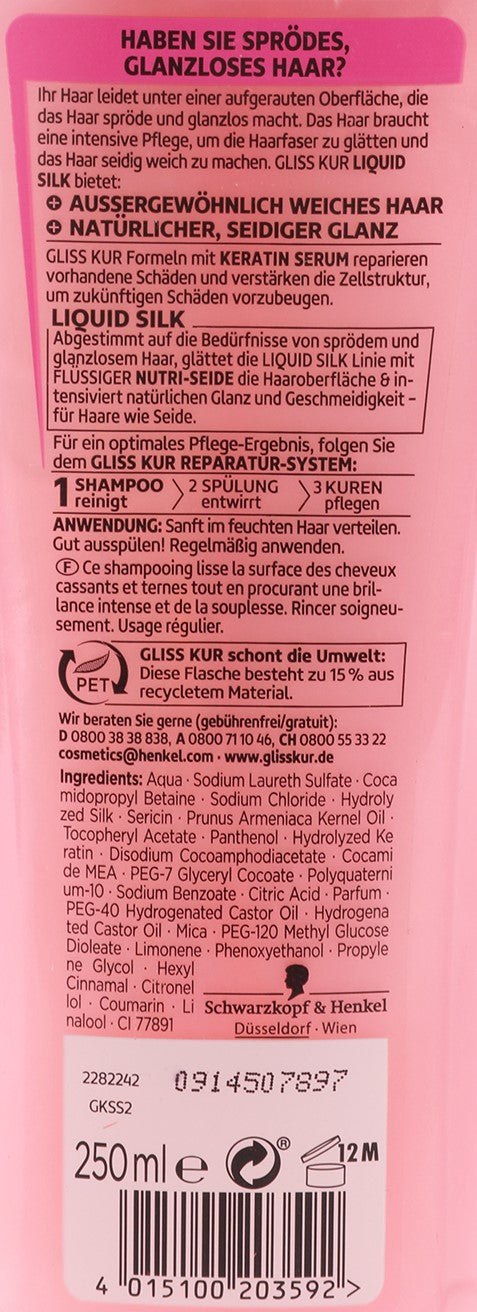 HABEN SIE SPRÖDES,
GLANZLOSES HAAR?
Ihr Haar leidet unter einer aufgerauten Oberfläche, die
das Haar spröde und glanzlos macht. Das Haar braucht
eine intensive Pflege, um die Haarfaser zu glätten und
das Haar seidig weich zu machen. GLISS KUR LIQUID
SILK bietet:
AUSSERGEWÖHNLICH WEICHES HAAR
NATÜRLICHER, SEIDIGER GLANZ
GLISS KUR Formeln mit KERATIN SERUM reparieren
vorhandene Schäden und verstärken die Zellstruktur,
um zukünftigen Schäden vorzubeugen.
LIQUID SILK
Abgestimmt auf die Bedürfnisse von sprödem und
glanzlosem Haar, glättet die LIQUID SILK Linie mit
FLÜSSIGER NUTRI-SEIDE die Haaroberfläche & in-
tensiviert natürlichen Glanz und Geschmeidigkeit –
für Haare wie Seide.
Für ein optimales Pflege-Ergebnis, folgen Sie
dem GLISS KUR REPARATUR-SYSTEM:
1 SHAMPOO reinigt 2 SPÜLUNG entwirrt 3 KUREN pflegen
ANWENDUNG: Sanft im feuchten Haar verteilen.
Gut ausspülen! Regelmäßig anwenden.
Ⓕ Ce shampooing lisse la surface des cheveux
cassants et ternes tout en procurant une bril-
lance intense et de la souplesse. Rincer soigneu-
sement. Usage régulier.
PET
GLISS KUR schont die Umwelt:
Diese Flasche besteht zu 15 % aus
recycletem Material.
Wir beraten Sie gerne (gebührenfrei/gratuit):
D 0800 38 38 838, A 0800 71 10 46, CH 0800 55 33 22
cosmetics@henkel.com · www.glisskur.de
Ingredients: Aqua · Sodium Laureth Sulfate · Coca
midopropyl Betaine · Sodium Chloride · Hydroly
zed Silk · Sericin · Prunus Armeniaca Kernel Oil ·
Tocopheryl Acetate · Panthenol · Hydrolyzed Ke
ratin · Disodium Cocoamphodiacetate · Cocami
de MEA · PEG-7 Glyceryl Cocoate · Polyquaterni
um-10 · Sodium Benzoate · Citric Acid · Parfum ·
PEG-40 Hydrogenated Castor Oil · Hydrogena
ted Castor Oil · Mica · PEG-120 Methyl Glucose
Dioleate · Limonene · Phenoxyethanol · Propyle
ne Glycol · Hexyl
Cinnamal · Citronel
lol · Coumarin · Li
nalool · CI 77891
Schwarzkopf & Henkel
Düsseldorf · Wien
2282242
0914507897
GKSS2
250 ml ℮ ® 12M
4 015100 203592 >